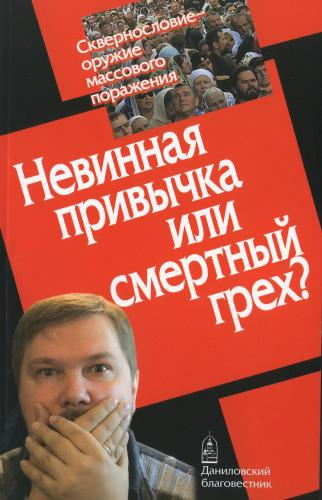 Сквернословие–
оружие
массового
поражения
Невинная
привычка
или
смертный
грех?
Даниловский
благовестник